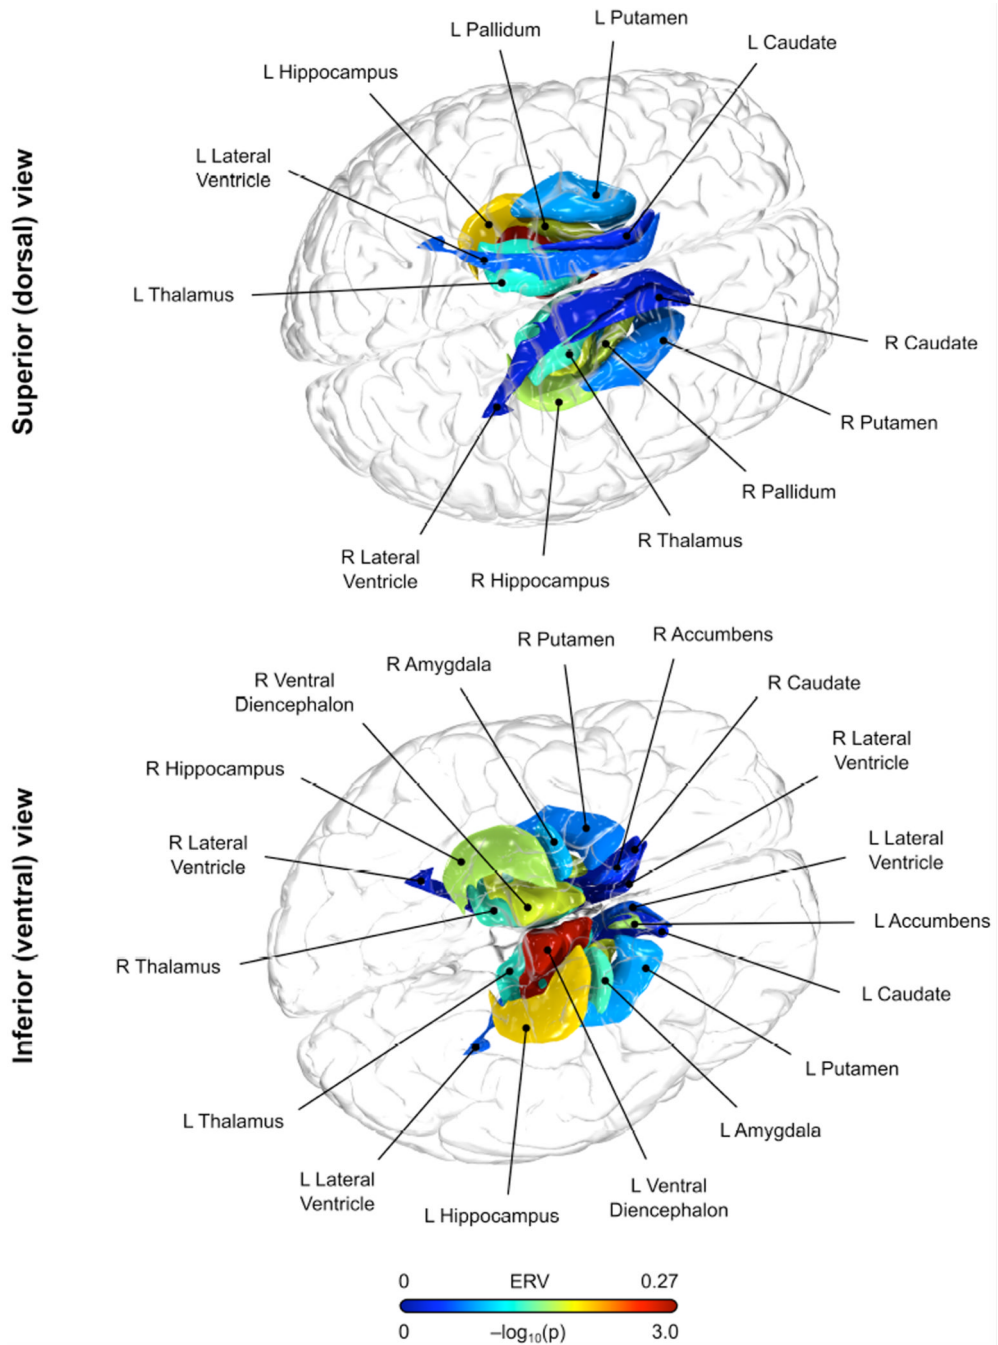 Superior (dorsal) view
L Pallidum
L Putamen
L Caudate
L Hippocampus
L Lateral
Ventricle
L Thalamus
R Caudate
R Putamen
R Pallidum
R Thalamus
R Lateral
Ventricle
R Hippocampus
Inferior (ventral) view
R Putamen
R Accumbens
R Amygdala
R Ventral
Diencephalon
R Caudate
R Hippocampus
R Lateral
Ventricle
R Lateral
Ventricle
L Lateral
Ventricle
L Accumbens
R Thalamus
L Caudate
L Putamen
L Thalamus
L Amygdala
L Lateral
Ventricle
L Hippocampus
L Ventral
Diencephalon
0 ERV 0.27
0 –log10(p) 3.0